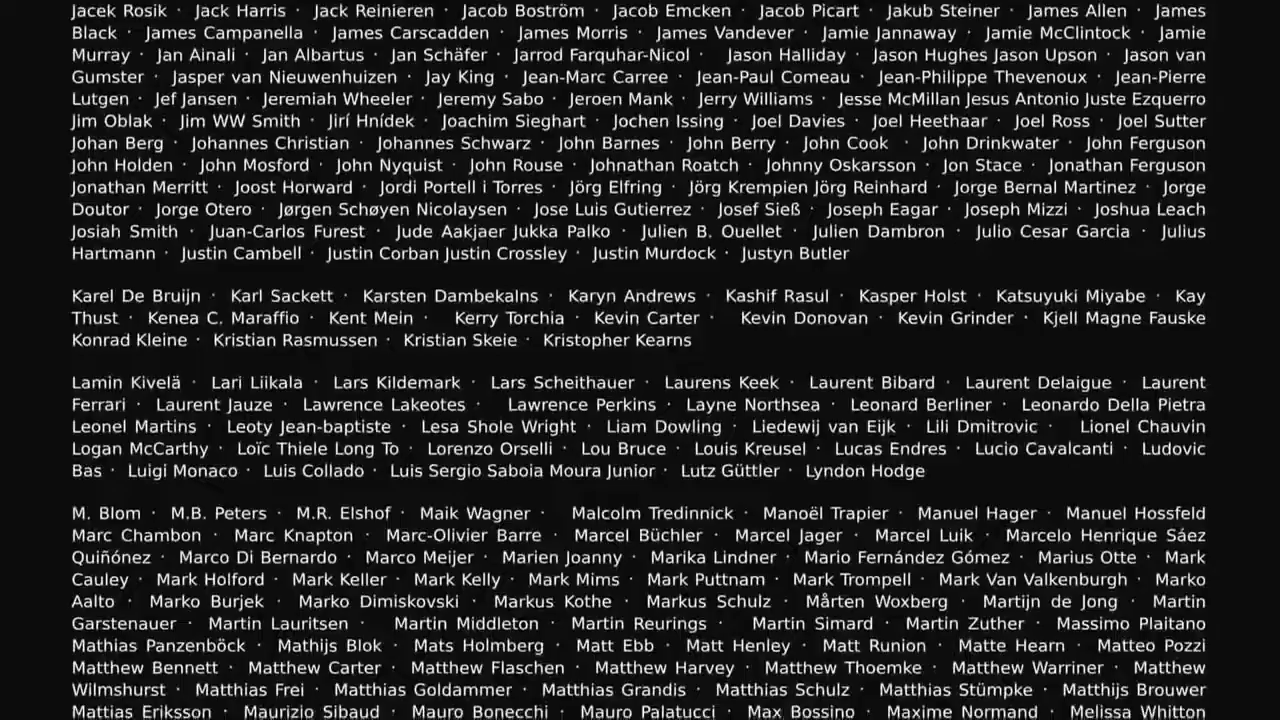 Jacek Rosik · Jack Harris · Jack Reinieren · Jacob Boström · Jacob Emcken · Jacob Picart · Jakub Steiner · James Allen · James
Black · James Campanella · James Carscadden · James Morris · James Vandever · Jamie Jannaway · Jamie McClintock · Jamie
Murray · Jan Ainali · Jan Albartus · Jan Schäfer · Jarrod Farquhar-Nicol · Jason Halliday · Jason Hughes Jason Upson · Jason van
Gumster · Jasper van Nieuwenhuizen · Jay King · Jean-Marc Carree · Jean-Paul Comeau · Jean-Philippe Thevenoux · Jean-Pierre
Lutgen · Jef Jansen · Jeremiah Wheeler · Jeremy Sabo · Jeroen Mank · Jerry Williams · Jesse McMillan Jesus Antonio Juste Ezquerro
Jim Oblak · Jim WW Smith · Jirí Hnídek · Joachim Sieghart · Jochen Issing · Joel Davies · Joel Heethaar · Joel Ross · Joel Sutter
Johan Berg · Johannes Christian · Johannes Schwarz · John Barnes · John Berry · John Cook · John Drinkwater · John Ferguson
John Holden · John Mosford · John Nyquist · John Rouse · Johnathan Roatch · Johnny Oskarsson · Jon Stace · Jonathan Ferguson
Jonathan Merritt · Joost Horward · Jordi Portell i Torres · Jörg Elfring · Jörg Krempien Jörg Reinhard · Jorge Bernal Martinez · Jorge
Doutor · Jorge Otero · Jørgen Schøyen Nicolaysen · Jose Luis Gutierrez · Josef Sieß · Joseph Eagar · Joseph Mizzi · Joshua Leach
Josiah Smith · Juan-Carlos Furest · Jude Aakjaer Jukka Palko · Julien B. Ouellet · Julien Dambron · Julio Cesar Garcia · Julius
Hartmann · Justin Cambell · Justin Corban Justin Crossley · Justin Murdock · Justyn Butler
Karel De Bruijn · Karl Sackett · Karsten Dambekalns · Karyn Andrews · Kashif Rasul · Kasper Holst · Katsuyuki Miyabe · Kay
Thust · Kenea C. Maraffio · Kent Mein · Kerry Torchia · Kevin Carter · Kevin Donovan · Kevin Grinder · Kjell Magne Fauske
Konrad Kleine · Kristian Rasmussen · Kristian Skeie · Kristopher Kearns
Lamin Kivelä · Lari Liikala · Lars Kildemark · Lars Scheithauer · Laurens Keek · Laurent Bibard · Laurent Delaigue · Laurent
Ferrari · Laurent Jauze · Lawrence Lakeotes · Lawrence Perkins · Layne Northsea · Leonard Berliner · Leonardo Della Pietra
Leonel Martins · Leoty Jean-baptiste · Lesa Shole Wright · Liam Dowling · Liedewij van Eijk · Lili Dmitrovic · Lionel Chauvin
Logan McCarthy · Loïc Thiele Long To · Lorenzo Orselli · Lou Bruce · Louis Kreusel · Lucas Endres · Lucio Cavalcanti · Ludovic
Bas · Luigi Monaco · Luis Collado · Luis Sergio Saboia Moura Junior · Lutz Güttler · Lyndon Hodge
M. Blom · M.B. Peters · M.R. Elshof · Maik Wagner · Malcolm Tredinnick · Manoël Trapier · Manuel Hager · Manuel Hossfeld
Marc Chambon · Marc Knapton · Marc-Olivier Barre · Marcel Büchler · Marcel Jager · Marcel Luik · Marcelo Henrique Sáez
Quiñónez · Marco Di Bernardo · Marco Meijer · Marien Joanny · Marika Lindner · Mario Fernández Gómez · Marius Otte · Mark
Cauley · Mark Holford · Mark Keller · Mark Kelly · Mark Mims · Mark Puttnam · Mark Trompell · Mark Van Valkenburgh · Marko
Aalto · Marko Burjek · Marko Dimiskovski · Markus Kothe · Markus Schulz · Mårten Woxberg · Martijn de Jong · Martin
Garstenauer · Martin Lauritsen · Martin Middleton · Martin Reurings · Martin Simard · Martin Zuther · Massimo Plaitano
Mathias Panzenböck · Mathijs Blok · Mats Holmberg · Matt Ebb · Matt Henley · Matt Runion · Matte Hearn · Matteo Pozzi
Matthew Bennett · Matthew Carter · Matthew Flaschen · Matthew Harvey · Matthew Thoemke · Matthew Warriner · Matthew
Wilmshurst · Matthias Frei · Matthias Goldammer · Matthias Grandis · Matthias Schulz · Matthias Stümpke · Matthijs Brouwer
Mattias Eriksson · Maurizio Sibaud · Mauro Bonecchi · Mauro Palatucci · Max Bossino · Maxime Normand · Melissa Whitton